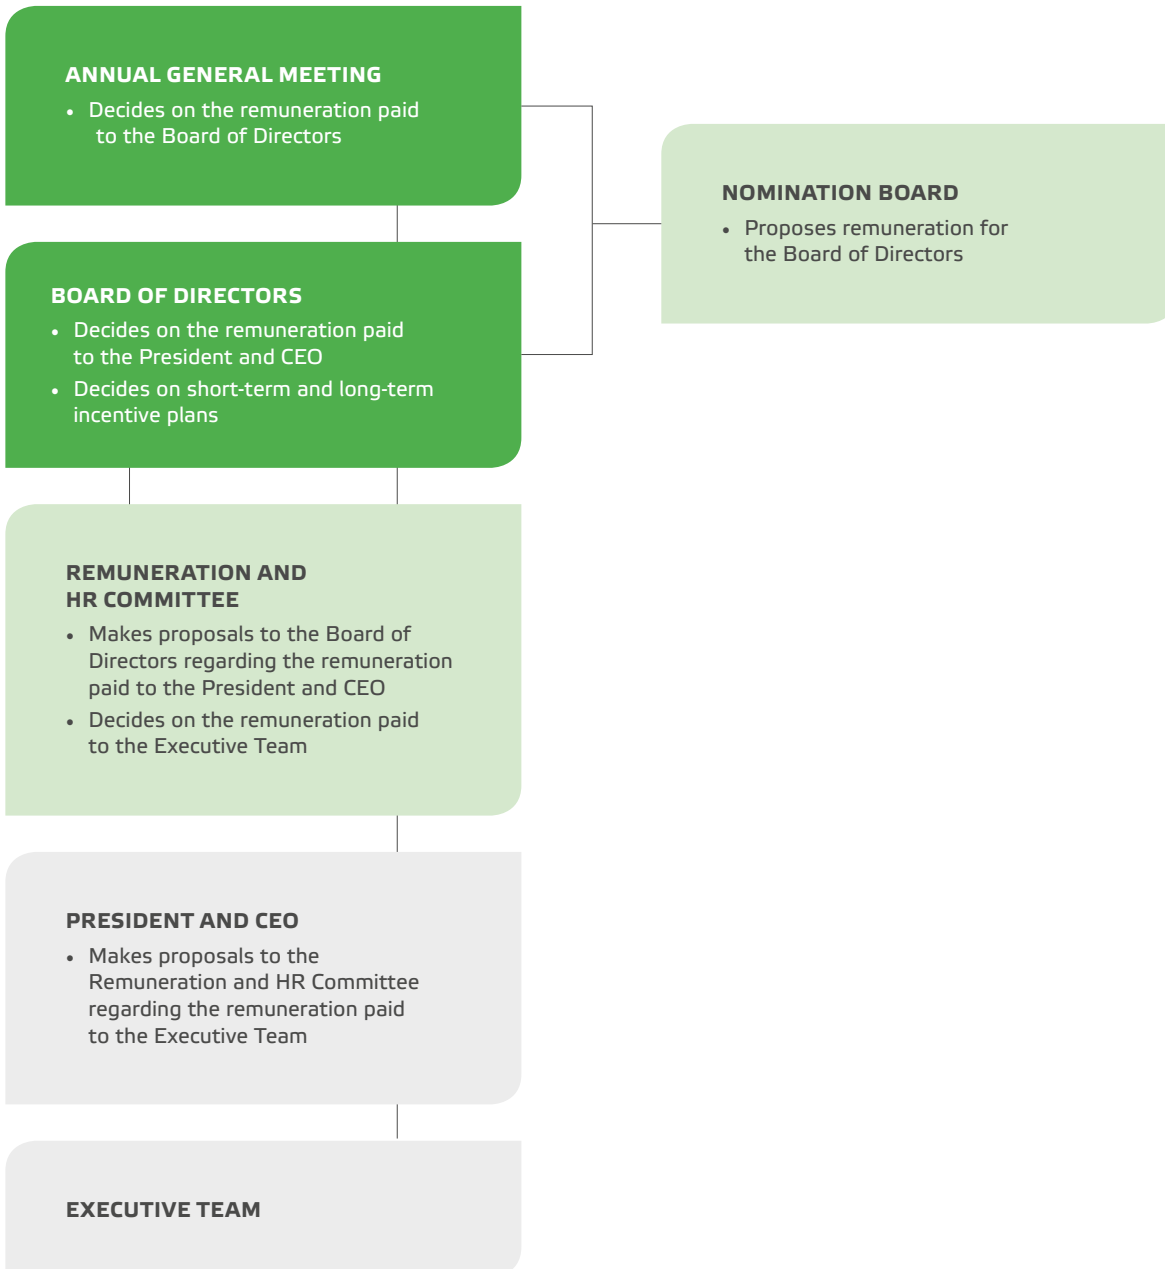 ANNUAL GENERAL MEETING
• Decides on the remuneration paid
to the Board of Directors
NOMINATION BOARD
• Proposes remuneration for
the Board of Directors
BOARD OF DIRECTORS
• Decides on the remuneration paid
to the President and CEO
• Decides on short-term and long-term
incentive plans
REMUNERATION AND
HR COMMITTEE
• Makes proposals to the Board of
Directors regarding the remuneration
paid to the President and CEO
• Decides on the remuneration paid
to the Executive Team
PRESIDENT AND CEO
• Makes proposals to the
Remuneration and HR Committee
regarding the remuneration paid
to the Executive Team
EXECUTIVE TEAM